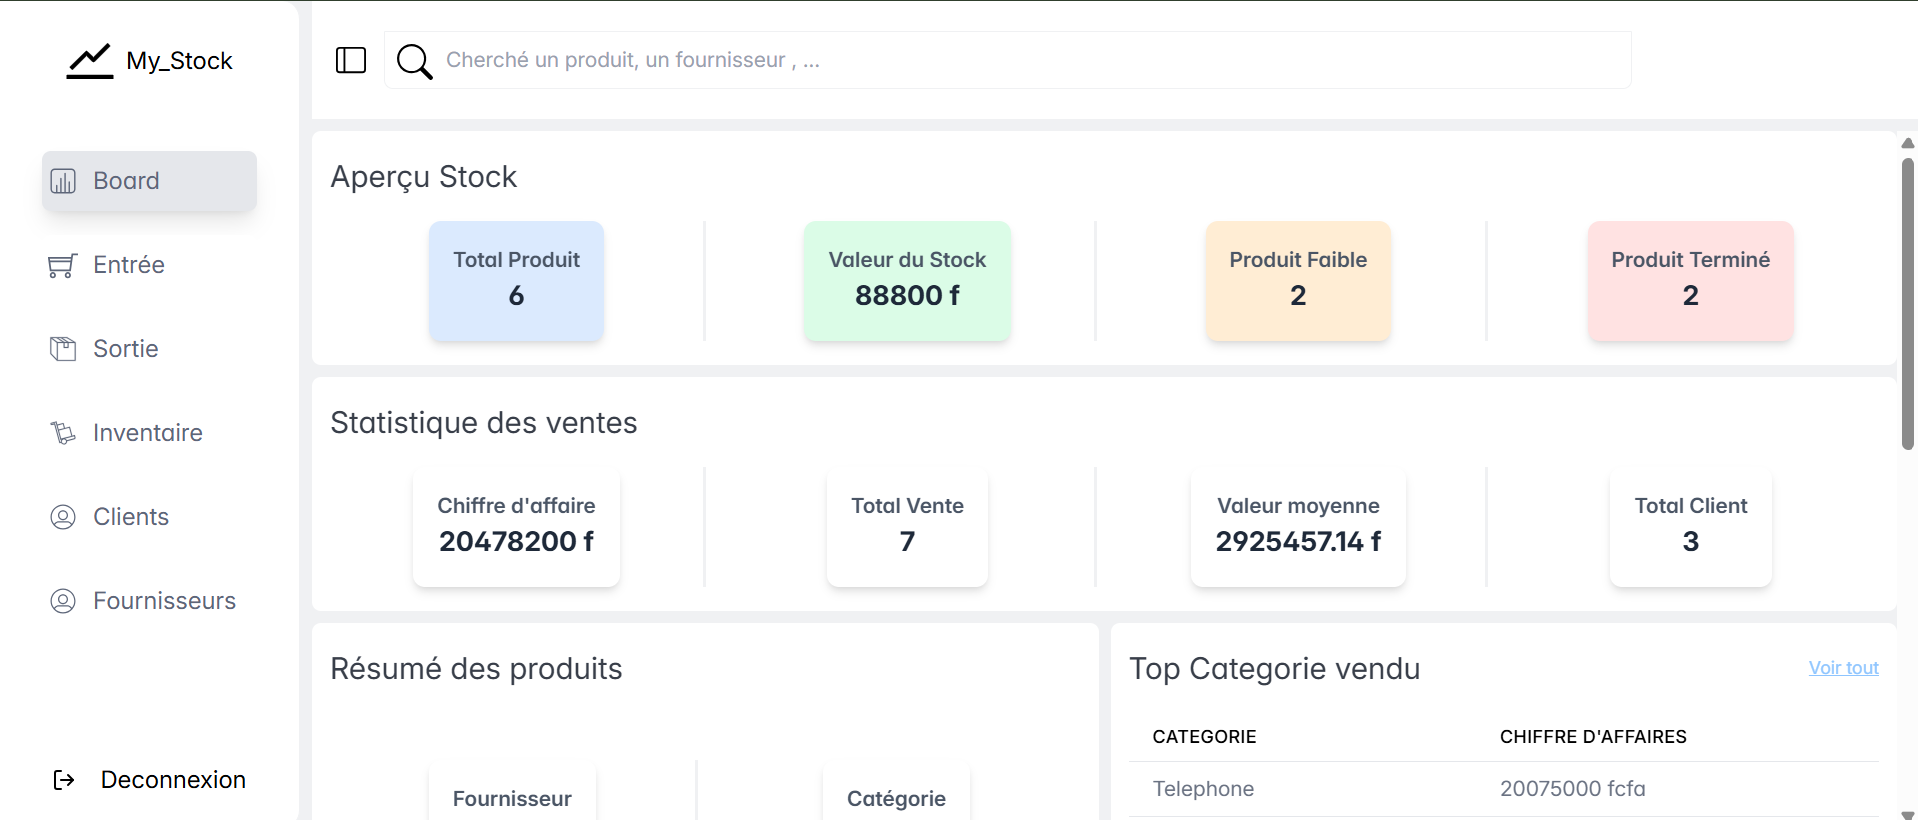 My_Stock
Cherché un produit, un fournisseur , ...
Board
Entrée
Sortie
Inventaire
Clients
Fournisseurs
Deconnexion
Aperçu Stock
Total Produit
6
Valeur du Stock
88800 f
Produit Faible
2
Produit Terminé
2
Statistique des ventes
Chiffre d'affaire
20478200 f
Total Vente
7
Valeur moyenne
2925457.14 f
Total Client
3
Résumé des produits
Fournisseur
Catégorie
Top Categorie vendu
Voir tout
CATEGORIE CHIFFRE D'AFFAIRES
Telephone 20075000 fcfa